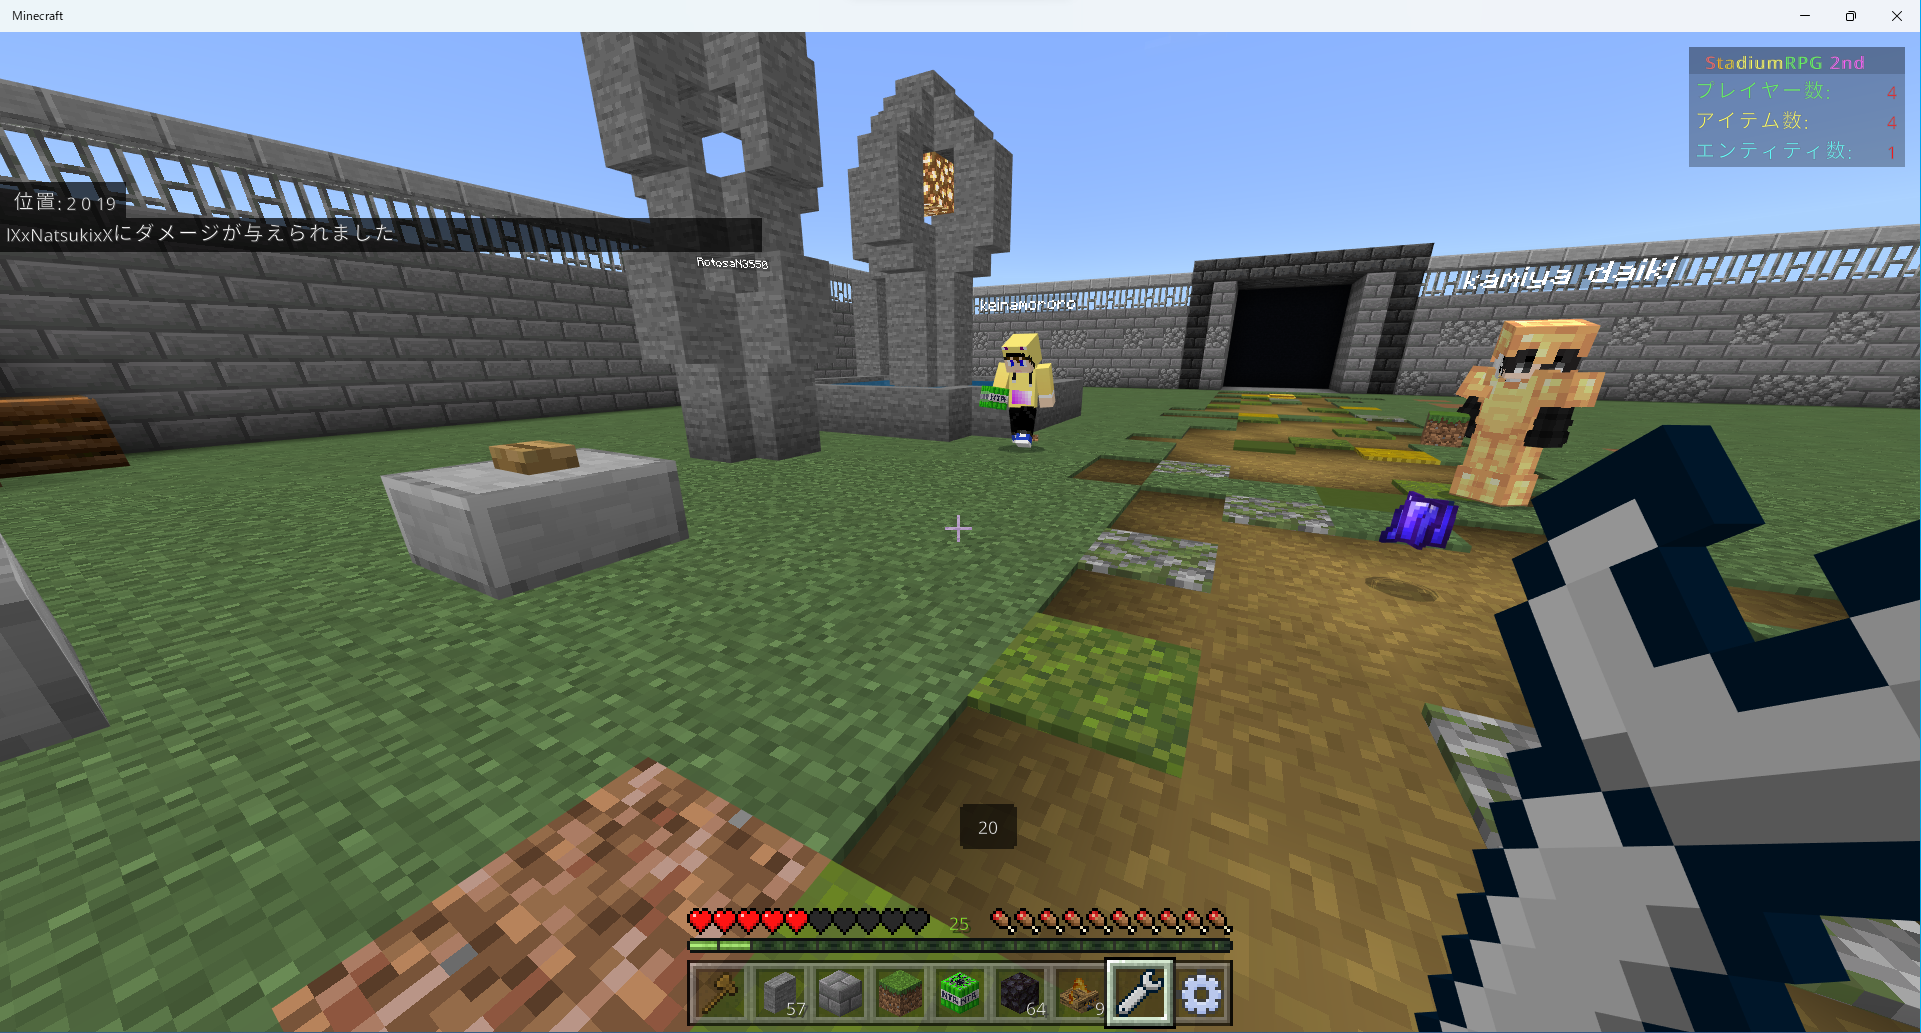 Minecraft
StadiumRPG 2nd
プレイヤー数: 4
アイテム数: 4
エンティティ数: 1
位置: 2 0 19
IXxNatsukixXにダメージが与えられました
RotosaN3550
keinamororo
kamiya daiki
20
25
57
64
9